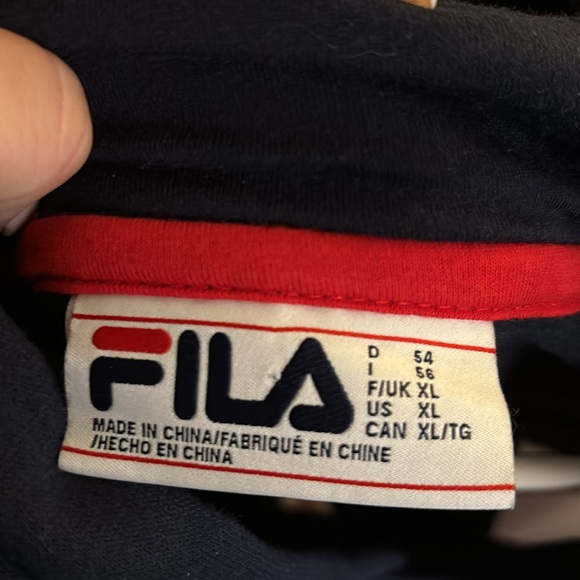 FILA
D 54
I 56
F/UK XL
US XL
CAN XL/TG
MADE IN CHINA/FABRIQUÉ EN CHINE
/HECHO EN CHINA